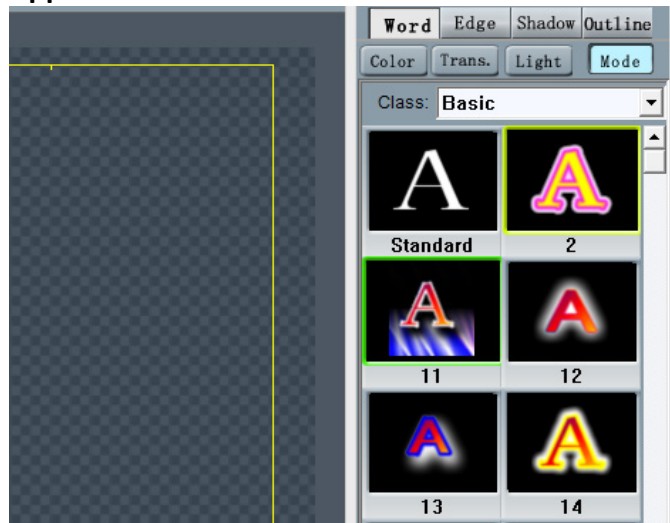 Word Edge Shadow Outline
Color Trans. Light Mode
Class: Basic
A A
Standard 2
A A
11 12
A A
13 14